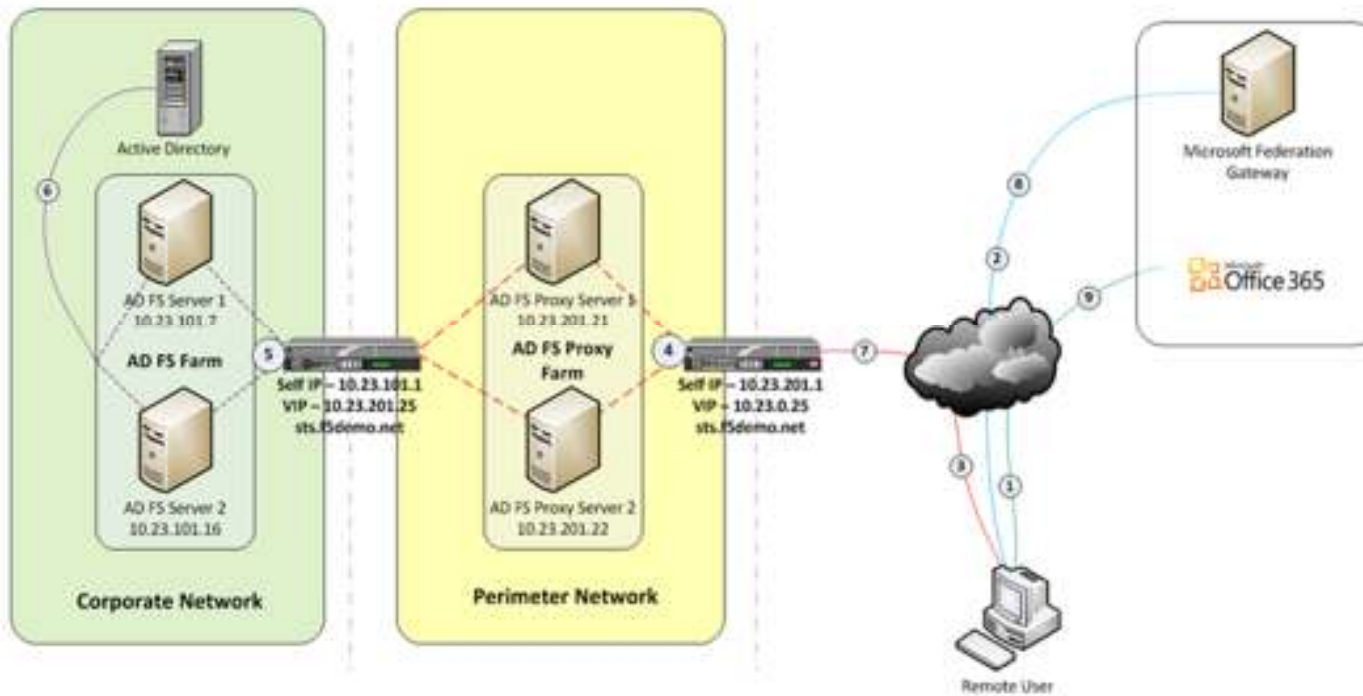 Active Directory
6
AD FS Server 1
10.23.101.7
AD FS Farm
AD FS Server 2
10.23.101.16
Corporate Network
5
Self IP – 10.23.101.1
VIP – 10.23.201.25
sts.f5demo.net
AD FS Proxy Server 1
10.23.201.21
AD FS Proxy
Farm
AD FS Proxy Server 2
10.23.201.22
Perimeter Network
4
Self IP – 10.23.201.1
VIP – 10.23.0.25
sts.f5demo.net
7
8
2
9
3
1
Remote User
Microsoft Federation
Gateway
Microsoft
Office 365